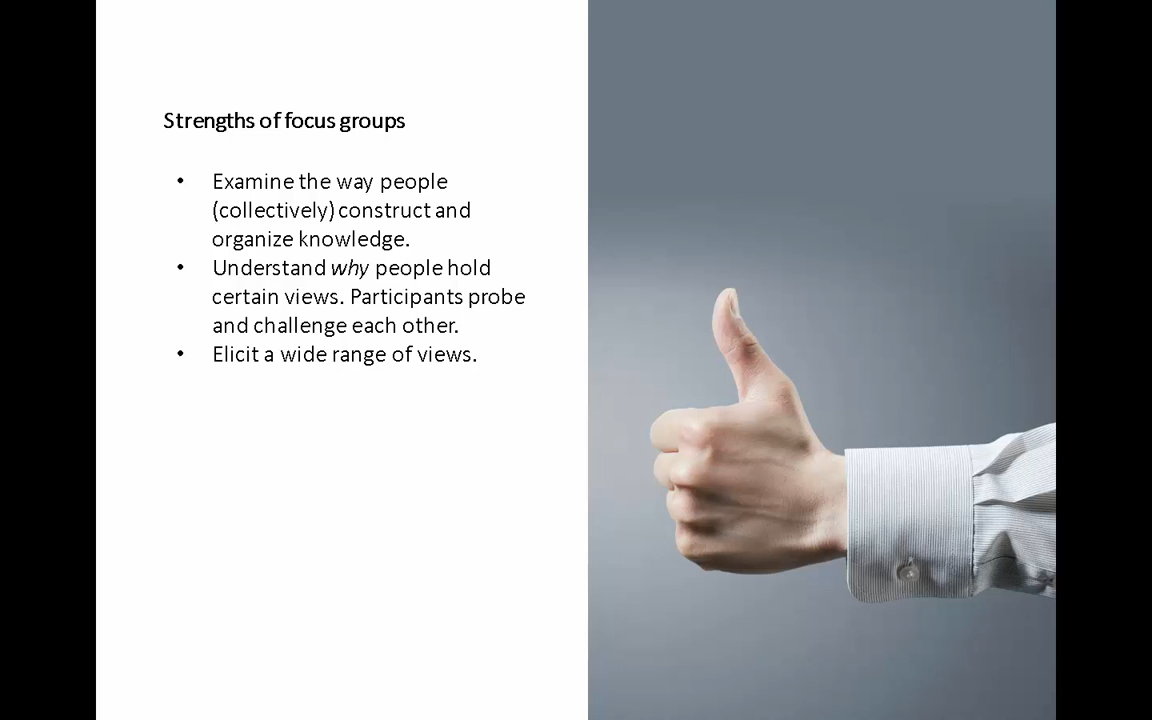 Strengths of focus groups
• Examine the way people
(collectively) construct and
organize knowledge.
• Understand why people hold
certain views. Participants probe
and challenge each other.
• Elicit a wide range of views.